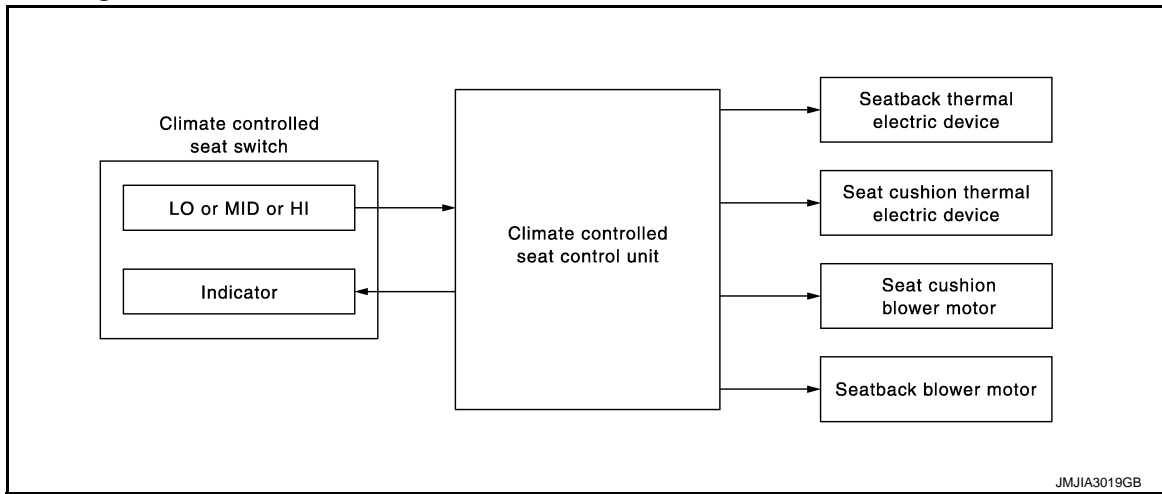 Climate controlled
seat switch
LO or MID or HI
Indicator
Climate controlled
seat control unit
Seatback thermal
electric device
Seat cushion thermal
electric device
Seat cushion
blower motor
Seatback blower motor
JMJIA3019GB